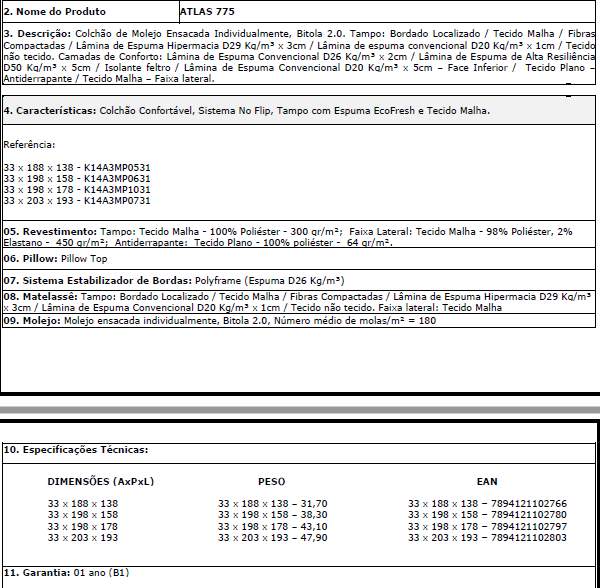 2. Nome do Produto ATLAS 775
3. Descrição: Colchão de Molejo Ensacada Individualmente, Bitola 2.0. Tampo: Bordado Localizado / Tecido Malha / Fibras
Compactadas / Lâmina de Espuma Hipermacia D29 Kg/m³ x 3cm / Lâmina de espuma convencional D20 Kg/m³ x 1cm / Tecido
não tecido. Camadas de Conforto: Lâmina de Espuma Convencional D26 Kg/m³ x 2cm / Lâmina de Espuma de Alta Resiliência
D50 Kg/m³ x 5cm / Isolante feltro / Lâmina de Espuma Convencional D20 Kg/m³ x 5cm – Face Inferior / Tecido Plano –
Antiderrapante / Tecido Malha – Faixa lateral.
4. Características: Colchão Confortável, Sistema No Flip, Tampo com Espuma EcoFresh e Tecido Malha.
Referência:
33 x 188 x 138 - K14A3MP0531
33 x 198 x 158 - K14A3MP0631
33 x 198 x 178 - K14A3MP1031
33 x 203 x 193 - K14A3MP0731
05. Revestimento: Tampo: Tecido Malha - 100% Poliéster - 300 gr/m²; Faixa Lateral: Tecido Malha - 98% Poliéster, 2%
Elastano - 450 gr/m²; Antiderrapante: Tecido Plano - 100% poliéster - 64 gr/m².
06. Pillow: Pillow Top
07. Sistema Estabilizador de Bordas: Polyframe (Espuma D26 Kg/m³)
08. Matelassê: Tampo: Bordado Localizado / Tecido Malha / Fibras Compactadas / Lâmina de Espuma Hipermacia D29 Kg/m³
x 3cm / Lâmina de Espuma Convencional D20 Kg/m³ x 1cm / Tecido não tecido. Faixa lateral: Tecido Malha
09. Molejo: Molejo ensacada individualmente, Bitola 2.0, Número médio de molas/m² = 180
10. Especificações Técnicas:
DIMENSÕES (AxPxL) PESO EAN
33 x 188 x 138 33 x 188 x 138 – 31,70 33 x 188 x 138 – 7894121102766
33 x 198 x 158 33 x 198 x 158 – 38,30 33 x 198 x 158 – 7894121102780
33 x 198 x 178 33 x 198 x 178 – 43,10 33 x 198 x 178 – 7894121102797
33 x 203 x 193 33 x 203 x 193 – 47,90 33 x 203 x 193 – 7894121102803
11. Garantia: 01 ano (B1)